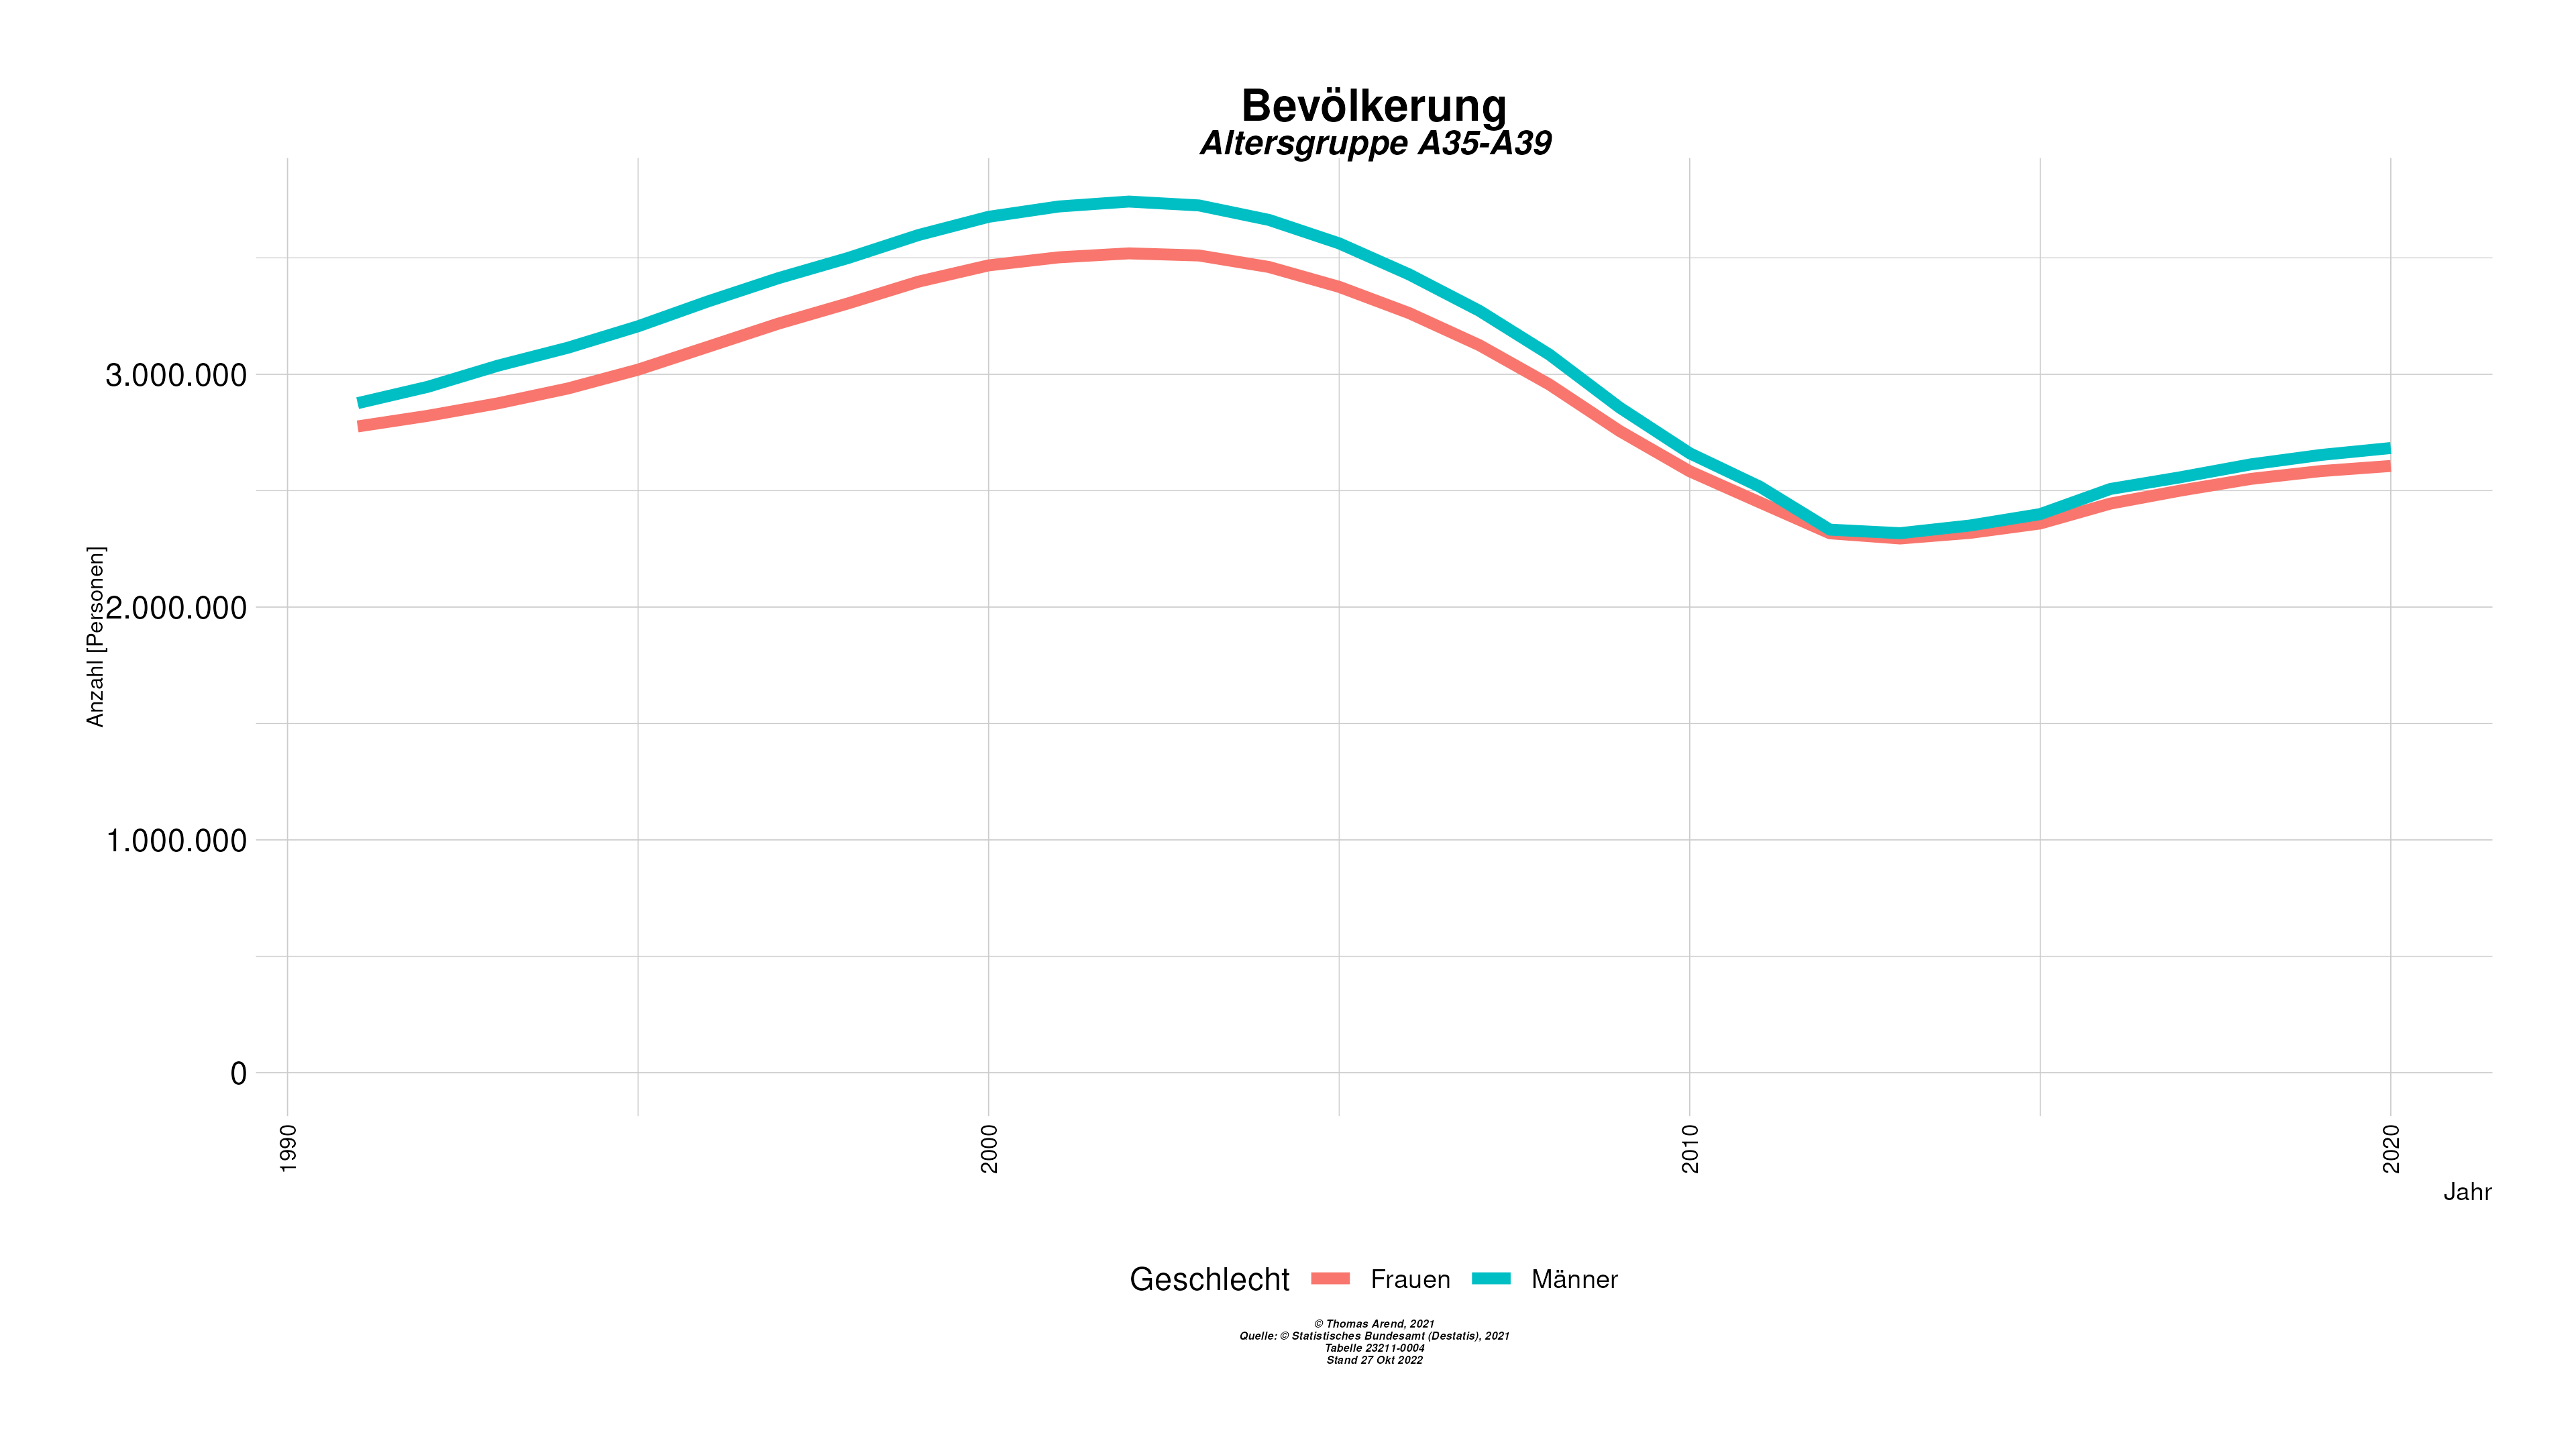 Bevölkerung
Altersgruppe A35-A39
Anzahl [Personen]
3.000.000
2.000.000
1.000.000
0
1990
2000
2010
2020
Jahr
Geschlecht Frauen Männer
© Thomas Arend, 2021
Quelle: © Statistisches Bundesamt (Destatis), 2021
Tabelle 23211-0004
Stand 27 Okt 2022